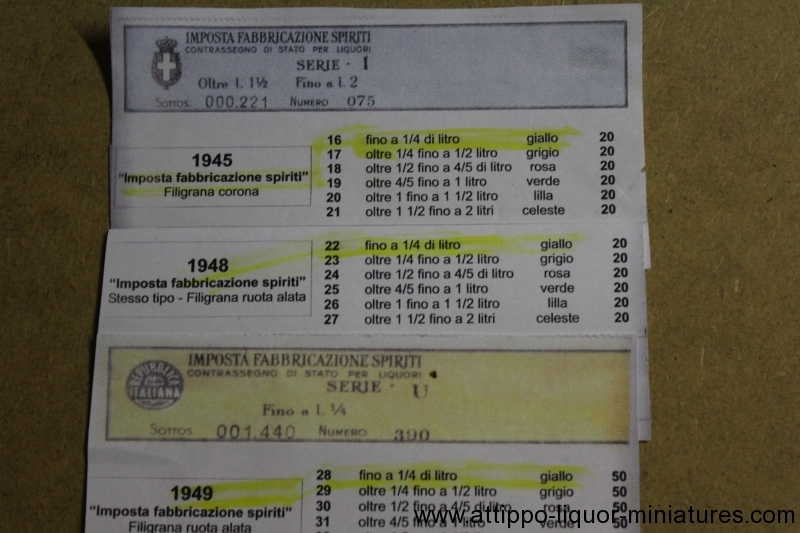 IMPOSTA FABBRICAZIONE SPIRITI
CONTRASSEGNO DI STATO PER LIQUORI
SERIE - I
Oltre l. 1½ Fino a l. 2
Sottos. 000.221 Numero 075
1945
"Imposta fabbricazione spiriti"
Filigrana corona
16 fino a 1/4 di litro giallo 20
17 oltre 1/4 fino a 1/2 litro grigio 20
18 oltre 1/2 fino a 4/5 di litro rosa 20
19 oltre 4/5 fino a 1 litro verde 20
20 oltre 1 fino a 1 1/2 litro lilla 20
21 oltre 1 1/2 fino a 2 litri celeste 20
1948
"Imposta fabbricazione spiriti"
Stesso tipo - Filigrana ruota alata
22 fino a 1/4 di litro giallo 20
23 oltre 1/4 fino a 1/2 litro grigio 20
24 oltre 1/2 fino a 4/5 di litro rosa 20
25 oltre 4/5 fino a 1 litro verde 20
26 oltre 1 fino a 1 1/2 litro lilla 20
27 oltre 1 1/2 fino a 2 litri celeste 20
REPUBBLICA
ITALIANA
IMPOSTA FABBRICAZIONE SPIRITI
CONTRASSEGNO DI STATO PER LIQUORI
SERIE - U
Fino a l. ¼
Sottos. 001.440 Numero 390
1949
"Imposta fabbricazione spiriti"
Filigrana ruota alata
28 fino a 1/4 di litro giallo 50
29 oltre 1/4 fino a 1/2 litro grigio 50
30 oltre 1/2 fino a 4/5 di litro rosa 50
31 oltre 4/5 fino a 1 litro verde 50
www.attippo-liquor-miniatures.com